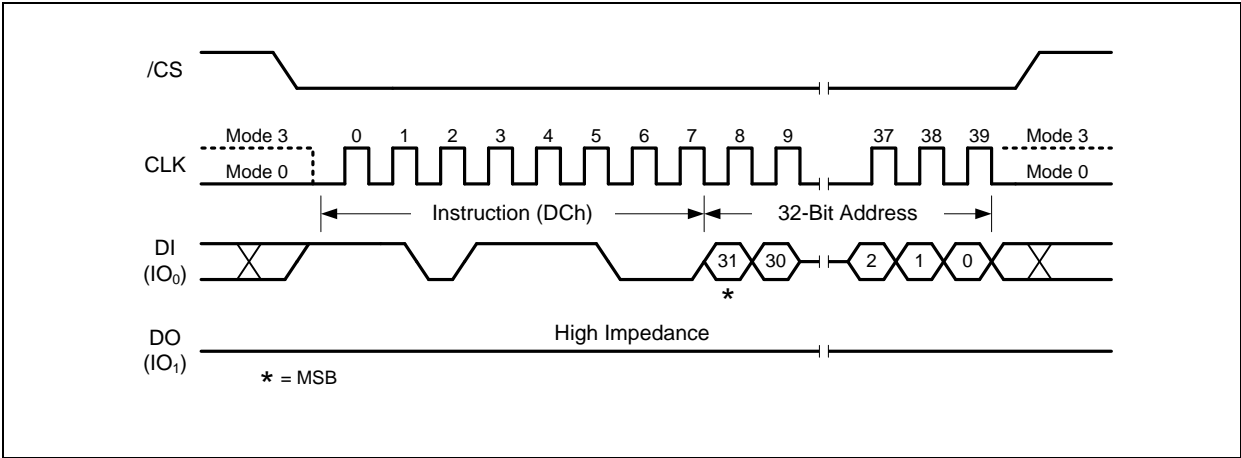 /CS
Mode 3 0 1 2 3 4 5 6 7 8 9 37 38 39 Mode 3
CLK
Mode 0 Mode 0
Instruction (DCh) 32-Bit Address
DI
(IO₀)
31 30 2 1 0
*
High Impedance
DO
(IO₁)
* = MSB